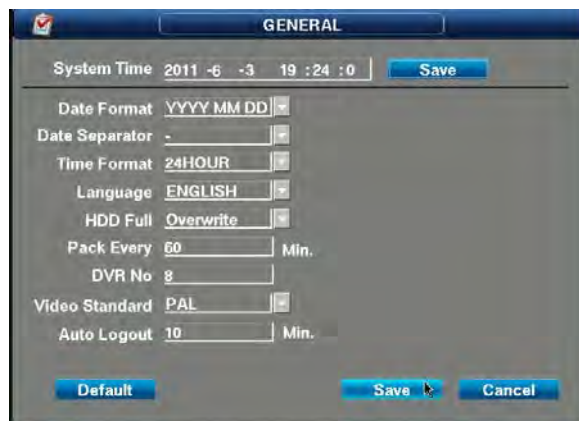 GENERAL
System Time 2011 -6 -3 19 :24 :0 Save
Date Format YYYY MM DD
Date Separator -
Time Format 24HOUR
Language ENGLISH
HDD Full Overwrite
Pack Every 60 Min.
DVR No 8
Video Standard PAL
Auto Logout 10 Min.
Default Save Cancel